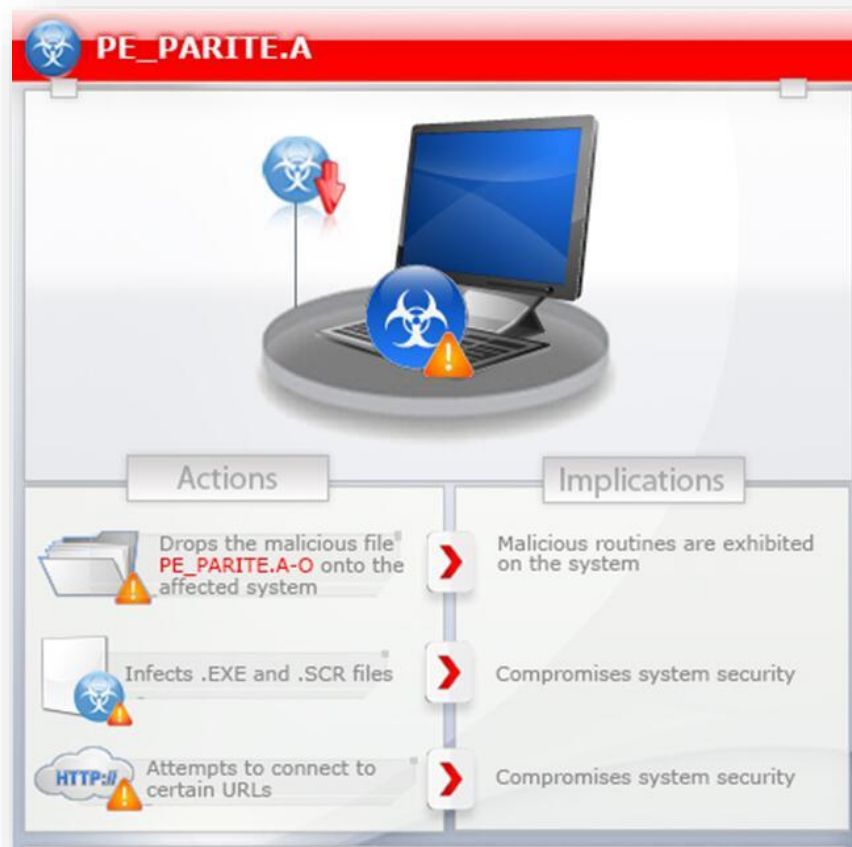 PE_PARITE.A
Actions
Implications
Drops the malicious file
PE_PARITE.A-O onto the
affected system
Malicious routines are exhibited
on the system
Infects .EXE and .SCR files
Compromises system security
HTTP://
Attempts to connect to
certain URLs
Compromises system security